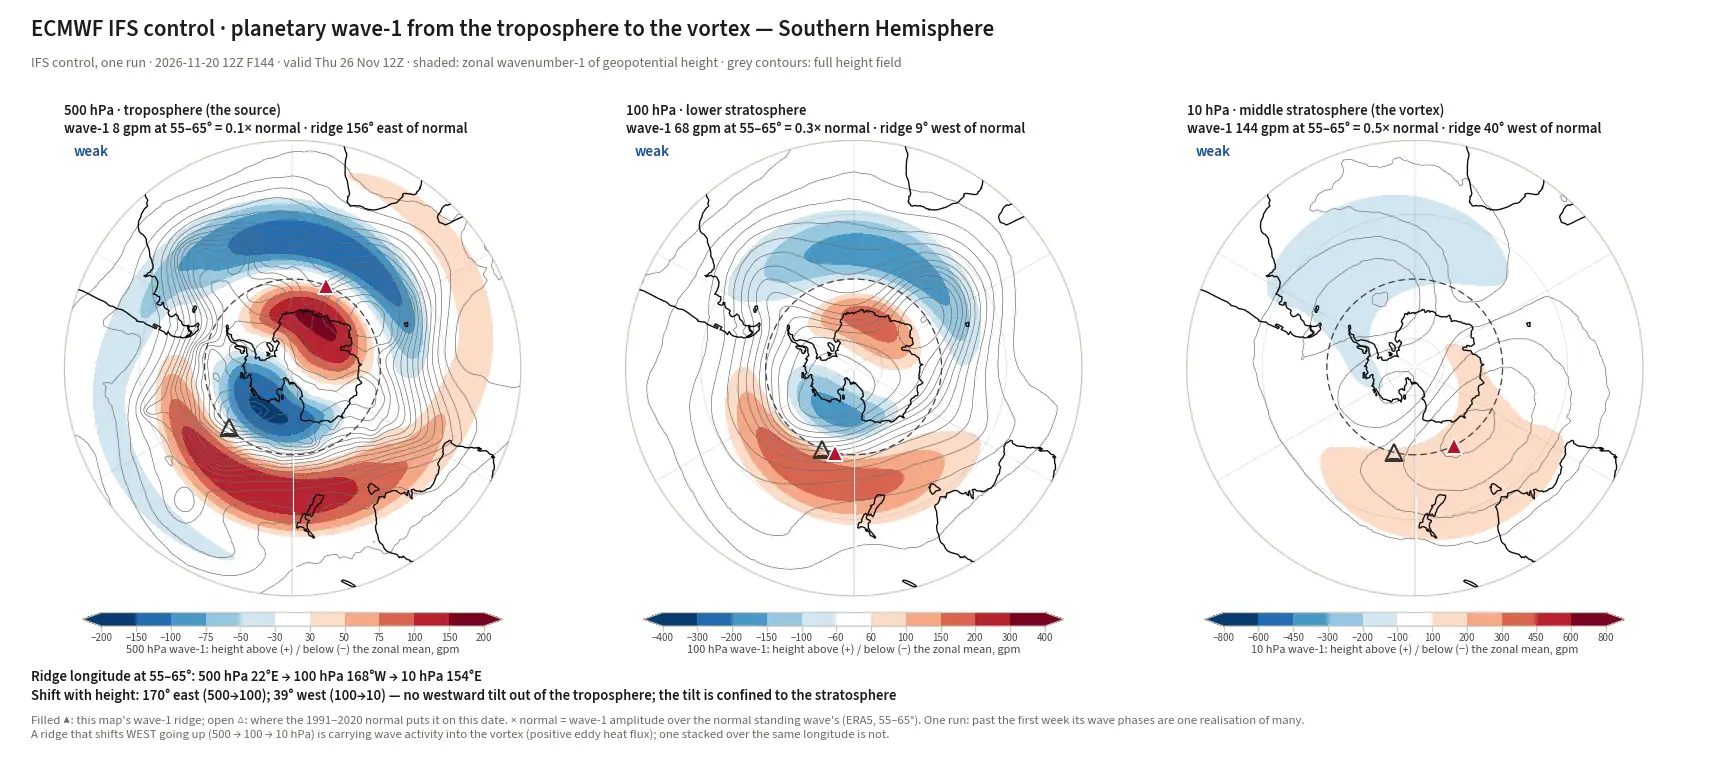 ECMWF IFS control · planetary wave-1 from the troposphere to the vortex — Southern Hemisphere
IFS control, one run · 2026-11-20 12Z F144 · valid Thu 26 Nov 12Z · shaded: zonal wavenumber-1 of geopotential height · grey contours: full height field
500 hPa · troposphere (the source)
wave-1 8 gpm at 55–65° = 0.1× normal · ridge 156° east of normal
weak
100 hPa · lower stratosphere
wave-1 68 gpm at 55–65° = 0.3× normal · ridge 9° west of normal
weak
10 hPa · middle stratosphere (the vortex)
wave-1 144 gpm at 55–65° = 0.5× normal · ridge 40° west of normal
weak
−200 −150 −100 −75 −50 −30 30 50 75 100 150 200
500 hPa wave-1: height above (+) / below (−) the zonal mean, gpm
−400 −300 −200 −150 −100 −60 60 100 150 200 300 400
100 hPa wave-1: height above (+) / below (−) the zonal mean, gpm
−800 −600 −450 −300 −200 −100 100 200 300 450 600 800
10 hPa wave-1: height above (+) / below (−) the zonal mean, gpm
Ridge longitude at 55–65°: 500 hPa 22°E → 100 hPa 168°W → 10 hPa 154°E
Shift with height: 170° east (500→100); 39° west (100→10) — no westward tilt out of the troposphere; the tilt is confined to the stratosphere
Filled ▲: this map's wave-1 ridge; open △: where the 1991–2020 normal puts it on this date. × normal = wave-1 amplitude over the normal standing wave's (ERA5, 55–65°). One run: past the first week its wave phases are one realisation of many.
A ridge that shifts WEST going up (500 → 100 → 10 hPa) is carrying wave activity into the vortex (positive eddy heat flux); one stacked over the same longitude is not.